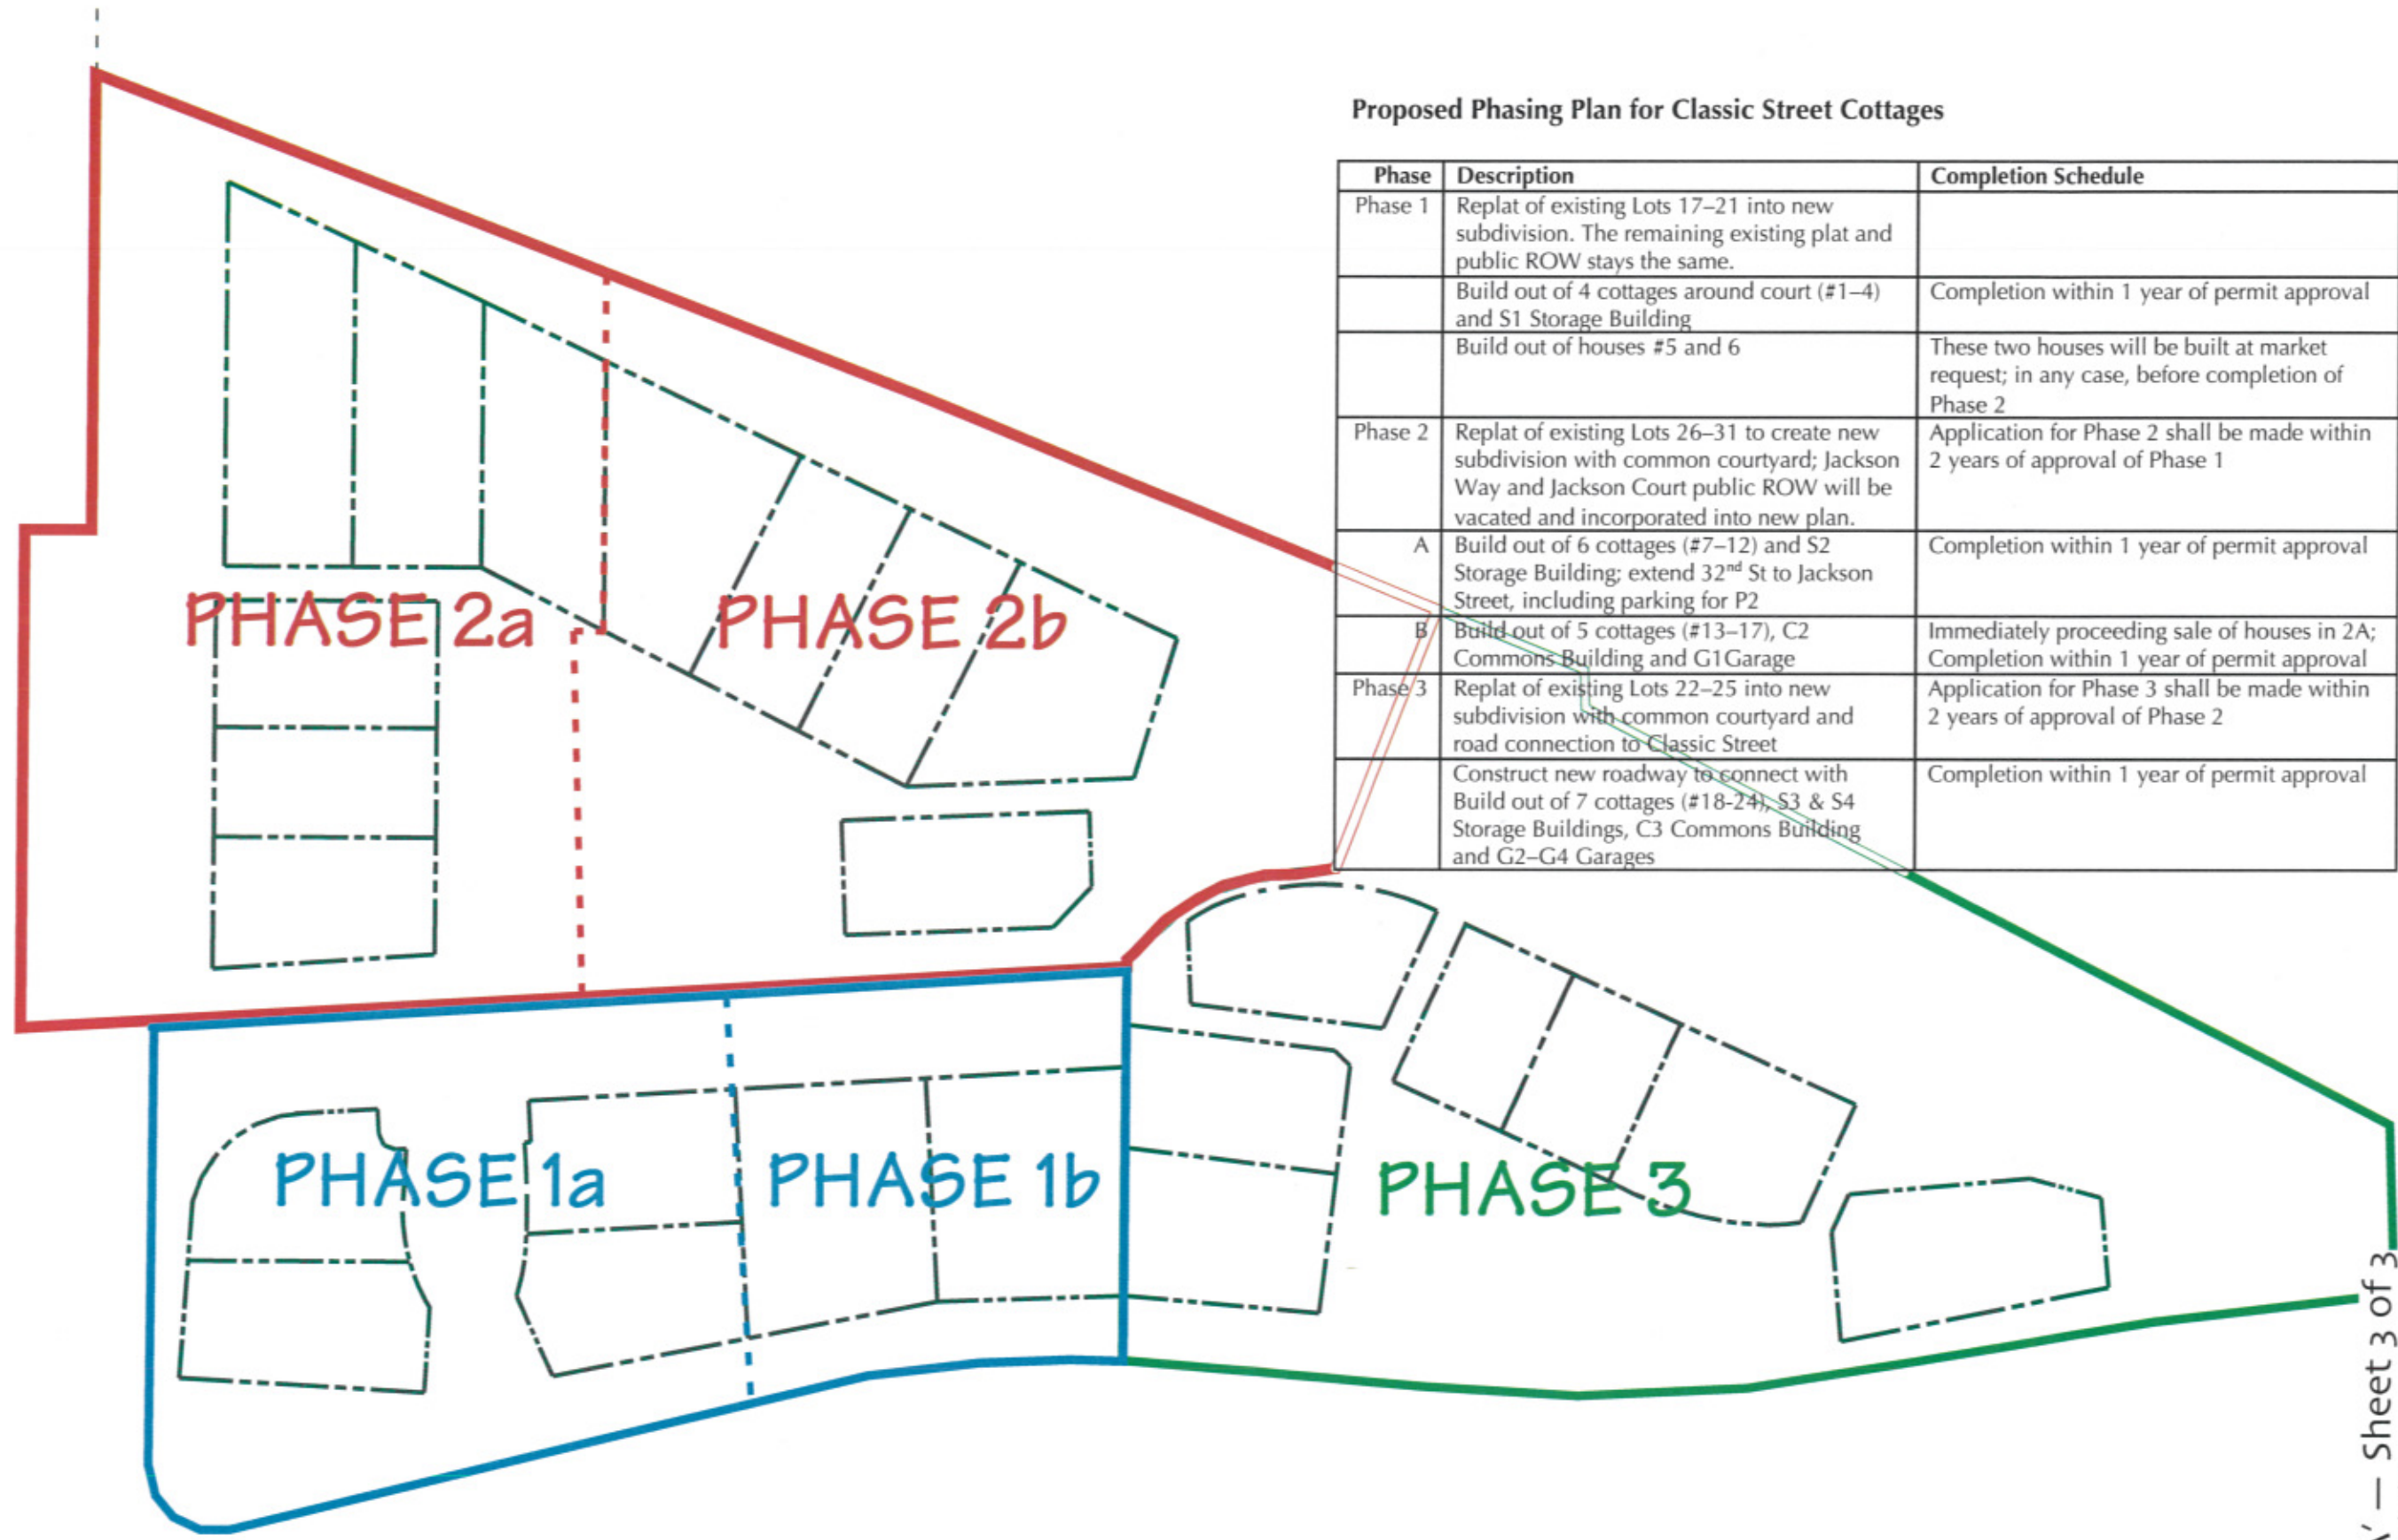 Proposed Phasing Plan for Classic Street Cottages
Phase Description Completion Schedule
Phase 1 Replat of existing Lots 17–21 into new
subdivision. The remaining existing plat and
public ROW stays the same.
Build out of 4 cottages around court (#1–4) Completion within 1 year of permit approval
and S1 Storage Building
Build out of houses #5 and 6 These two houses will be built at market
request; in any case, before completion of
Phase 2
Phase 2 Replat of existing Lots 26–31 to create new Application for Phase 2 shall be made within
subdivision with common courtyard; Jackson 2 years of approval of Phase 1
Way and Jackson Court public ROW will be
vacated and incorporated into new plan.
A Build out of 6 cottages (#7–12) and S2 Completion within 1 year of permit approval
Storage Building; extend 32nd St to Jackson
Street, including parking for P2
B Build out of 5 cottages (#13–17), C2 Immediately proceeding sale of houses in 2A;
Commons Building and G1Garage Completion within 1 year of permit approval
Phase 3 Replat of existing Lots 22–25 into new Application for Phase 3 shall be made within
subdivision with common courtyard and 2 years of approval of Phase 2
road connection to Classic Street
Construct new roadway to connect with Completion within 1 year of permit approval
Build out of 7 cottages (#18-24), S3 & S4
Storage Buildings, C3 Commons Building
and G2–G4 Garages
PHASE 2a
PHASE 2b
PHASE 1a
PHASE 1b
PHASE 3
— Sheet 3 of 3